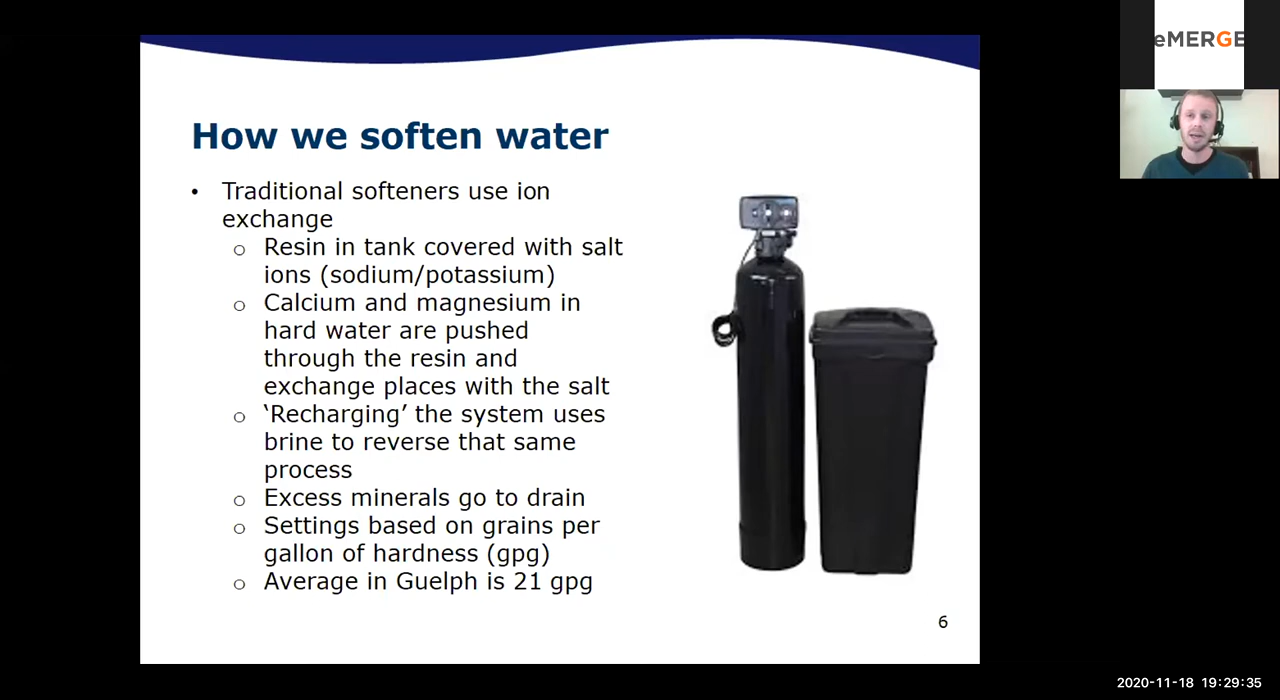 eMERGE
How we soften water
• Traditional softeners use ion
exchange
o Resin in tank covered with salt
ions (sodium/potassium)
o Calcium and magnesium in
hard water are pushed
through the resin and
exchange places with the salt
o ‘Recharging’ the system uses
brine to reverse that same
process
o Excess minerals go to drain
o Settings based on grains per
gallon of hardness (gpg)
o Average in Guelph is 21 gpg
6
2020-11-18 19:29:35